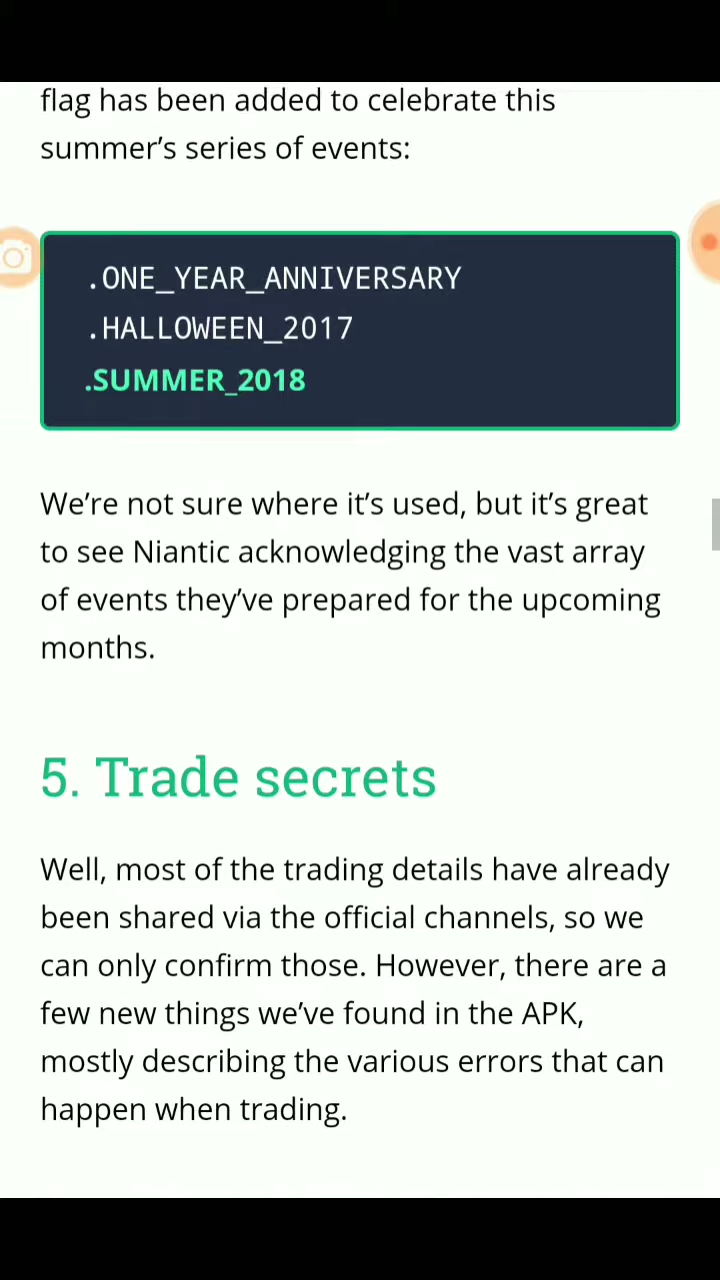 flag has been added to celebrate this
summer’s series of events:
.ONE_YEAR_ANNIVERSARY
.HALLOWEEN_2017
.SUMMER_2018
We’re not sure where it’s used, but it’s great
to see Niantic acknowledging the vast array
of events they’ve prepared for the upcoming
months.
5. Trade secrets
Well, most of the trading details have already
been shared via the official channels, so we
can only confirm those. However, there are a
few new things we’ve found in the APK,
mostly describing the various errors that can
happen when trading.